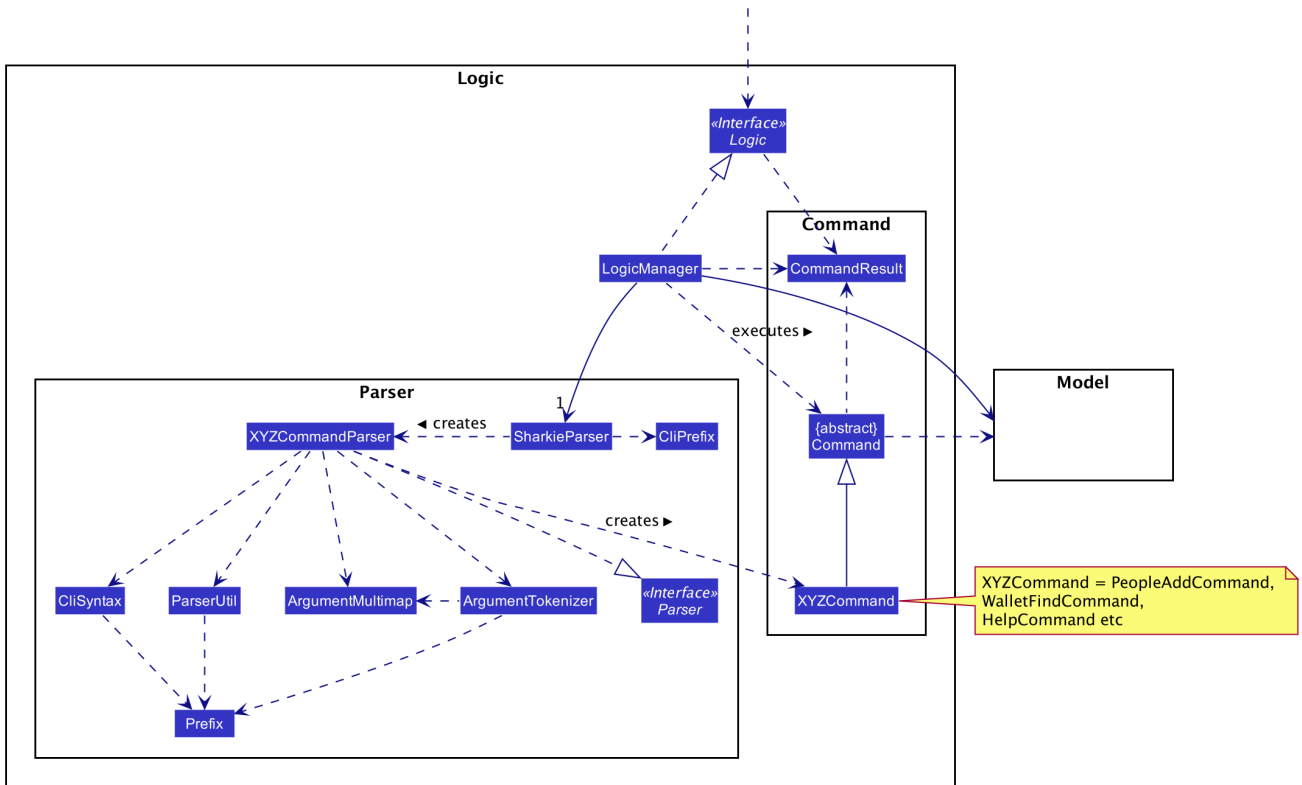 Logic
«Interface»
Logic
Command
LogicManager
CommandResult
executes ▶
Parser
Model
1
XYZCommandParser
◀ creates
SharkieParser
CliPrefix
{abstract}
Command
creates ▶
CliSyntax
ParserUtil
ArgumentMultimap
ArgumentTokenizer
«Interface»
Parser
XYZCommand
XYZCommand = PeopleAddCommand,
WalletFindCommand,
HelpCommand etc
Prefix